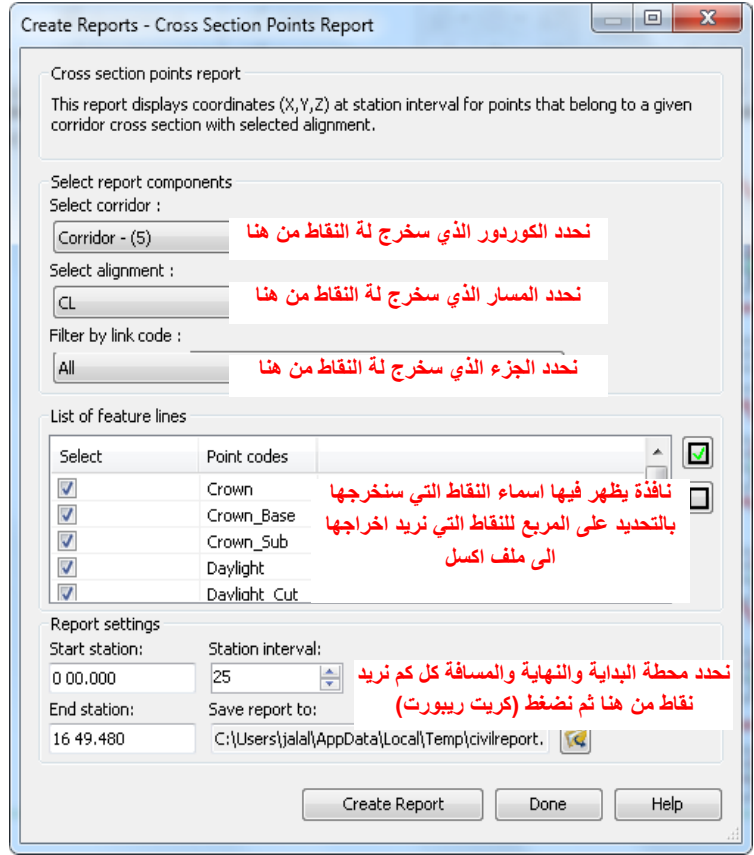 Create Reports - Cross Section Points Report
Cross section points report
This report displays coordinates (X,Y,Z) at station interval for points that belong to a given
corridor cross section with selected alignment.
Select report components
Select corridor :
Corridor - (5)
نحدد الكوردور الذي سخرج لة النقاط من هنا
Select alignment :
CL
نحدد المسار الذي سخرج لة النقاط من هنا
Filter by link code :
All
نحدد الجزء الذي سخرج لة النقاط من هنا
List of feature lines
Select Point codes
Crown
Crown_Base
Crown_Sub
Daylight
Daylight_Cut
نافذة يظهر فيها اسماء النقاط التي سنخرجها
بالتحديد على المربع للنقاط التي نريد اخراجها
الى ملف اكسل
Report settings
Start station: Station interval:
0 00.000 25
نحدد محطة البداية والنهاية والمسافة كل كم نريد
نقاط من هنا ثم نضغط (كريت ريبورت)
End station: Save report to:
16 49.480 C:\Users\jalal\AppData\Local\Temp\civilreport.
Create Report Done Help